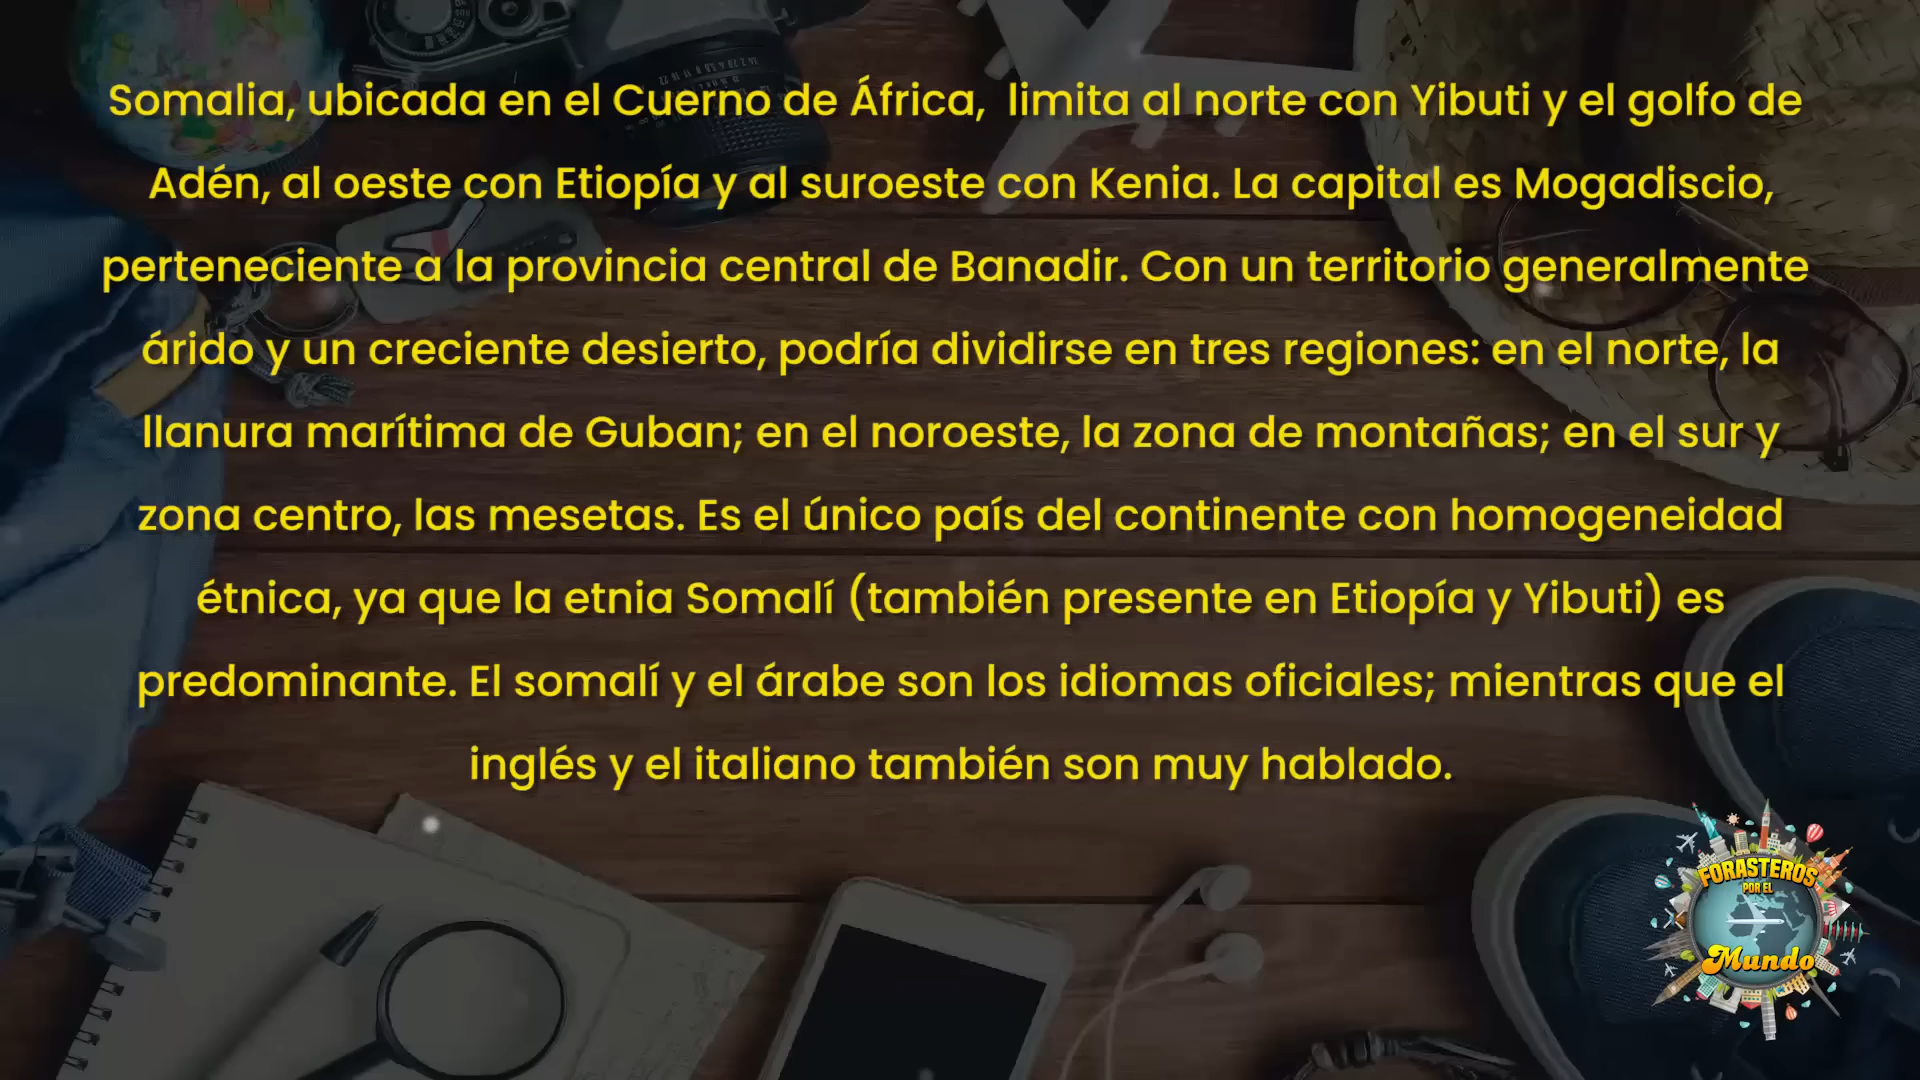 Somalia, ubicada en el Cuerno de África, limita al norte con Yibuti y el golfo de
Adén, al oeste con Etiopía y al suroeste con Kenia. La capital es Mogadiscio,
perteneciente a la provincia central de Banadir. Con un territorio generalmente
árido y un creciente desierto, podría dividirse en tres regiones: en el norte, la
llanura marítima de Guban; en el noroeste, la zona de montañas; en el sur y
zona centro, las mesetas. Es el único país del continente con homogeneidad
étnica, ya que la etnia Somalí (también presente en Etiopía y Yibuti) es
predominante. El somalí y el árabe son los idiomas oficiales; mientras que el
inglés y el italiano también son muy hablado.
FORASTEROS
POR EL
Mundo